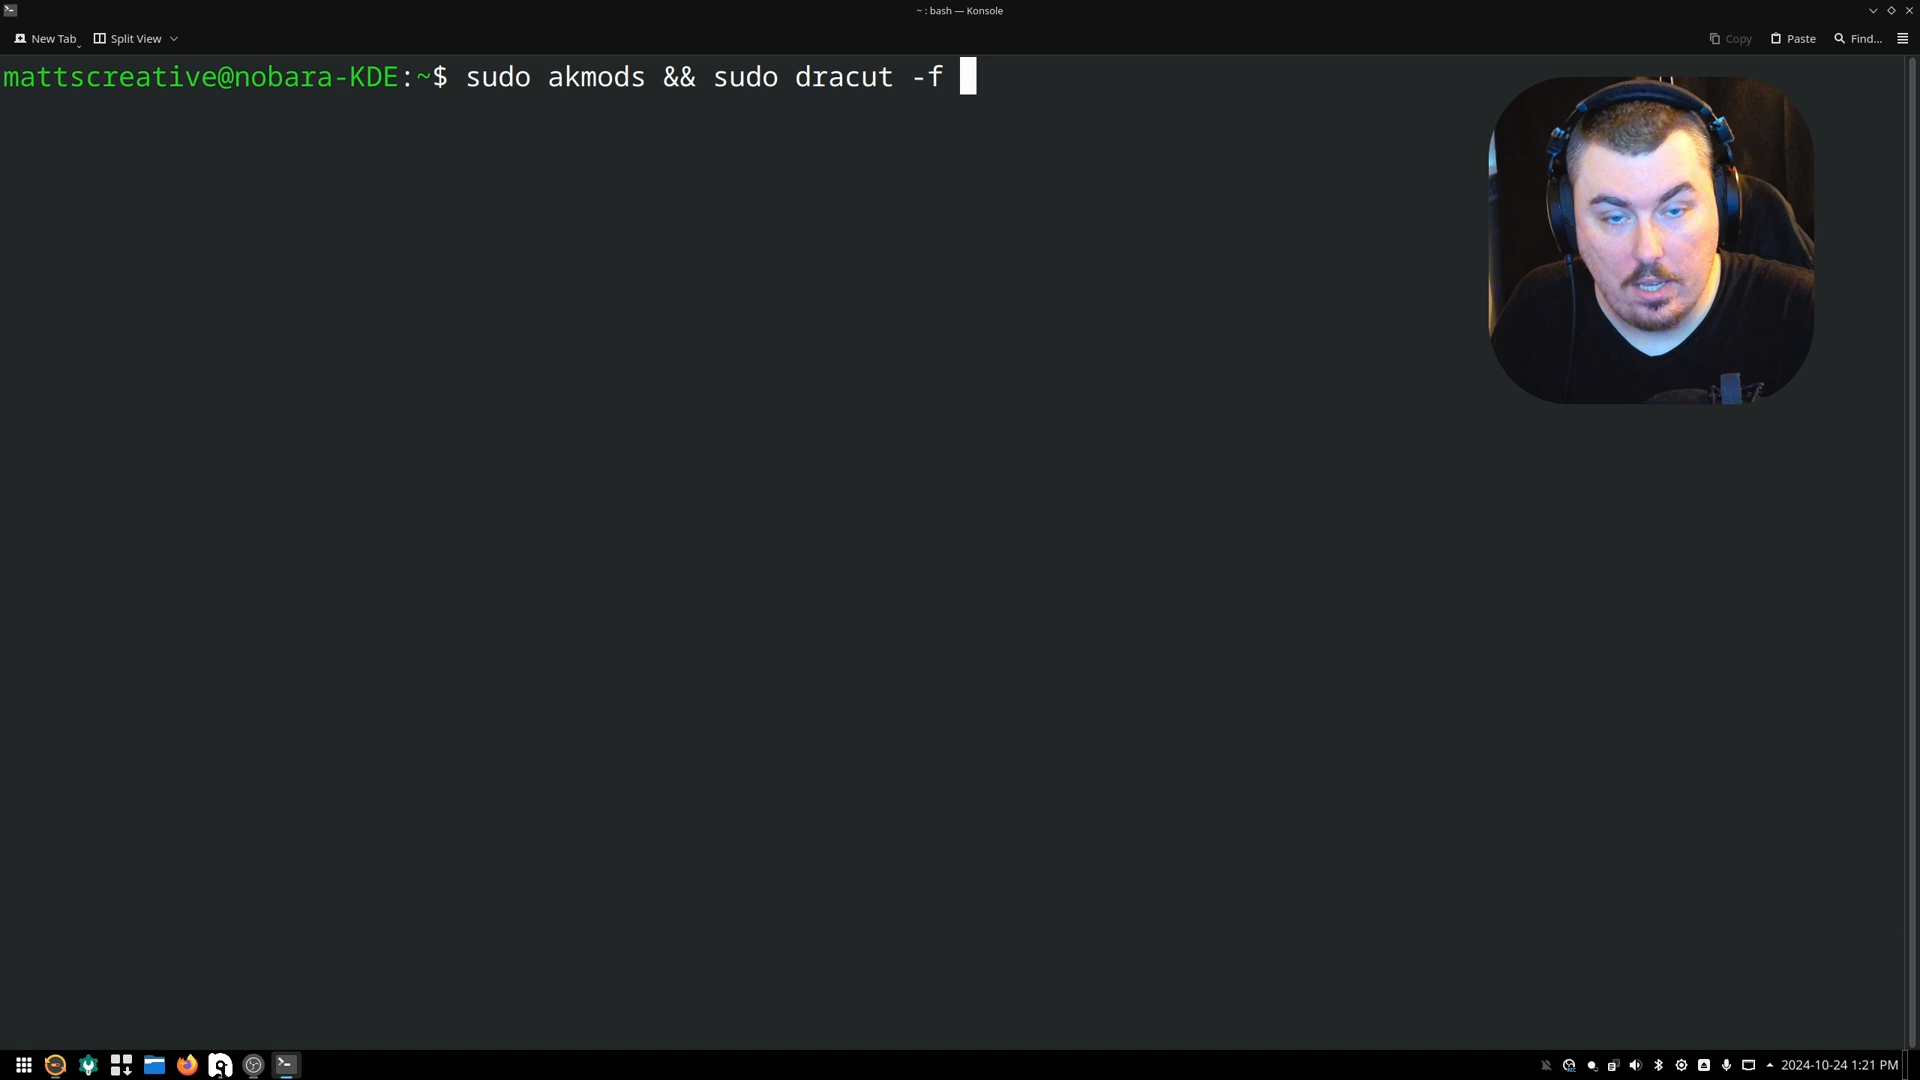 ~ : bash — Konsole
New Tab Split View Copy Paste Find...
mattscreative@nobara-KDE:~$ sudo akmods && sudo dracut -f
2024-10-24 1:21 PM